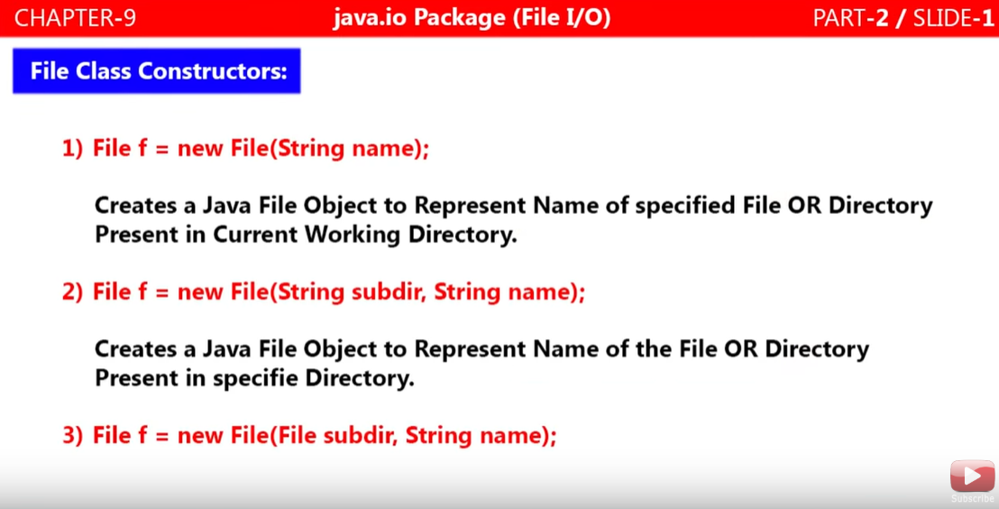 CHAPTER-9 java.io Package (File I/O) PART-2 / SLIDE-1
File Class Constructors:
1) File f = new File(String name);
Creates a Java File Object to Represent Name of specified File OR Directory
Present in Current Working Directory.
2) File f = new File(String subdir, String name);
Creates a Java File Object to Represent Name of the File OR Directory
Present in specifie Directory.
3) File f = new File(File subdir, String name);
Subscribe